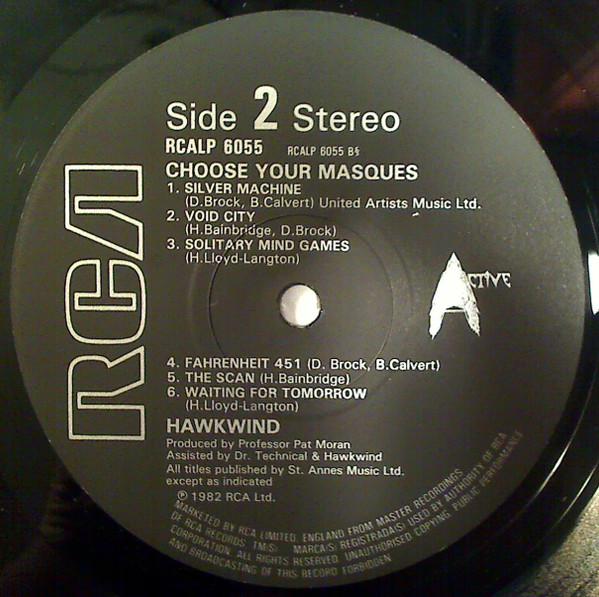 RCA
Side 2 Stereo
RCALP 6055 RCALP 6055 B§
CHOOSE YOUR MASQUES
1. SILVER MACHINE
(D.Brock, B.Calvert) United Artists Music Ltd.
2. VOID CITY
(H.Bainbridge, D.Brock)
3. SOLITARY MIND GAMES
(H.Lloyd-Langton)
ACTIVE
4. FAHRENHEIT 451 (D. Brock, B.Calvert)
5. THE SCAN (H.Bainbridge)
6. WAITING FOR TOMORROW
(H.Lloyd-Langton)
HAWKWIND
Produced by Professor Pat Moran
Assisted by Dr. Technical & Hawkwind
All titles published by St. Annes Music Ltd.
except as indicated
℗ 1982 RCA Ltd.
MARKETED BY RCA LIMITED, ENGLAND FROM MASTER RECORDINGS
OF RCA RECORDS. TM(S) MARCA(S) REGISTRADA(S) USED BY AUTHORITY OF RCA
CORPORATION. ALL RIGHTS RESERVED. UNAUTHORISED COPYING, PUBLIC PERFORMANCE
AND BROADCASTING OF THIS RECORD FORBIDDEN